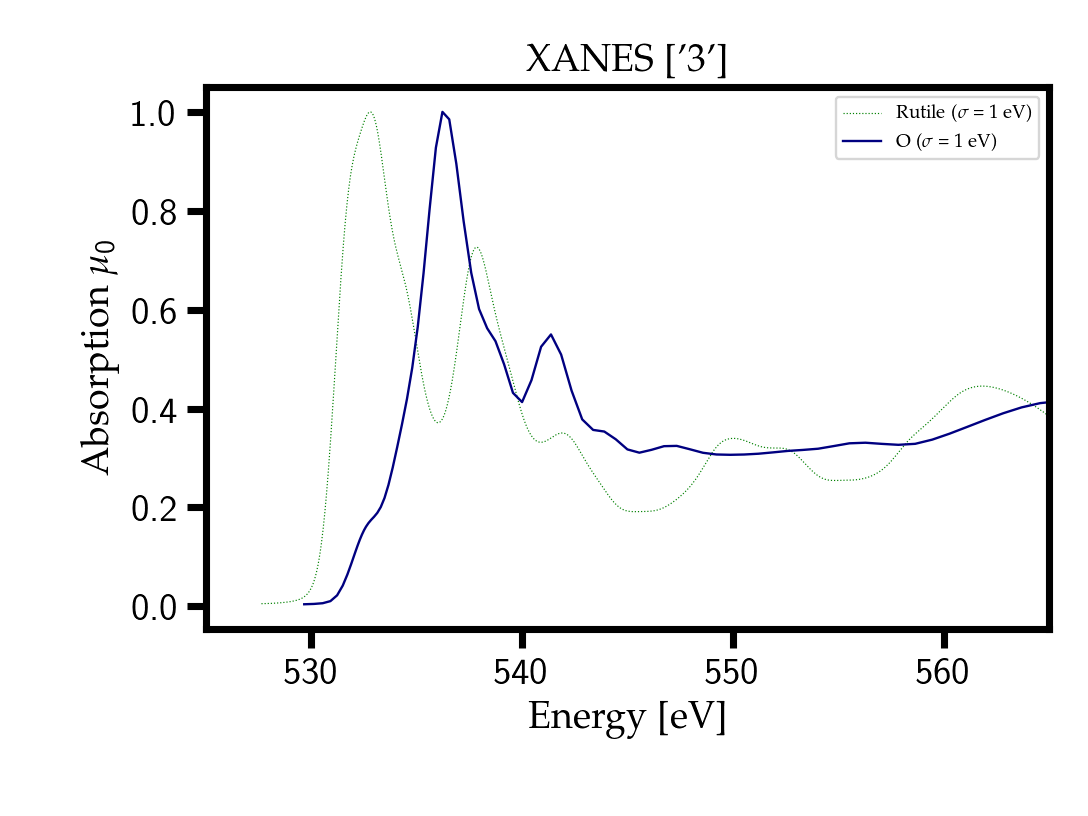 XANES ['3']
Rutile (σ = 1 eV)
O (σ = 1 eV)
Absorption μ₀
1.0
0.8
0.6
0.4
0.2
0.0
530
540
550
560
Energy [eV]